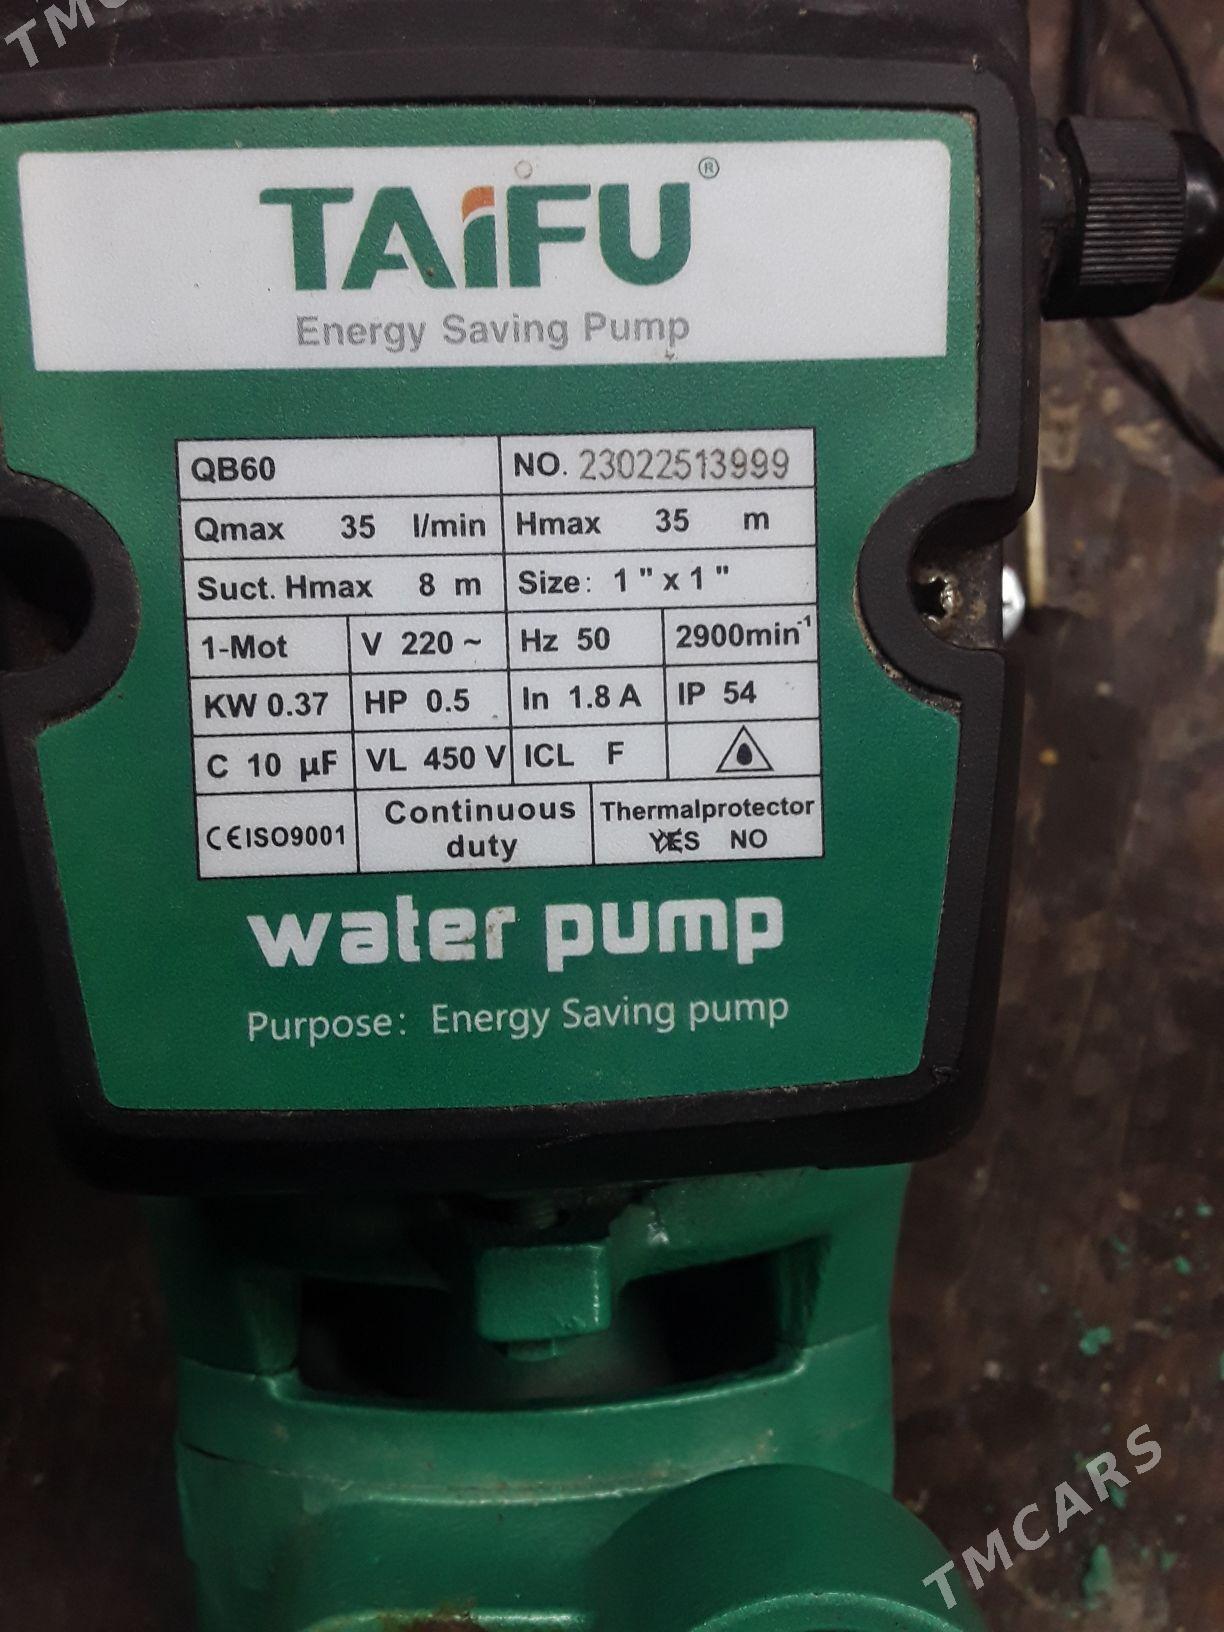 TMC
TAiFU®
Energy Saving Pump
QB60 NO. 23022513999
Qmax 35 l/min Hmax 35 m
Suct. Hmax 8 m Size: 1" x 1"
1-Mot V 220 ~ Hz 50 2900min-1
KW 0.37 HP 0.5 In 1.8 A IP 54
C 10 µF VL 450 V ICL F
CE ISO9001 Continuous duty Thermalprotector
YES NO
water pump
Purpose: Energy Saving pump
TMCARS